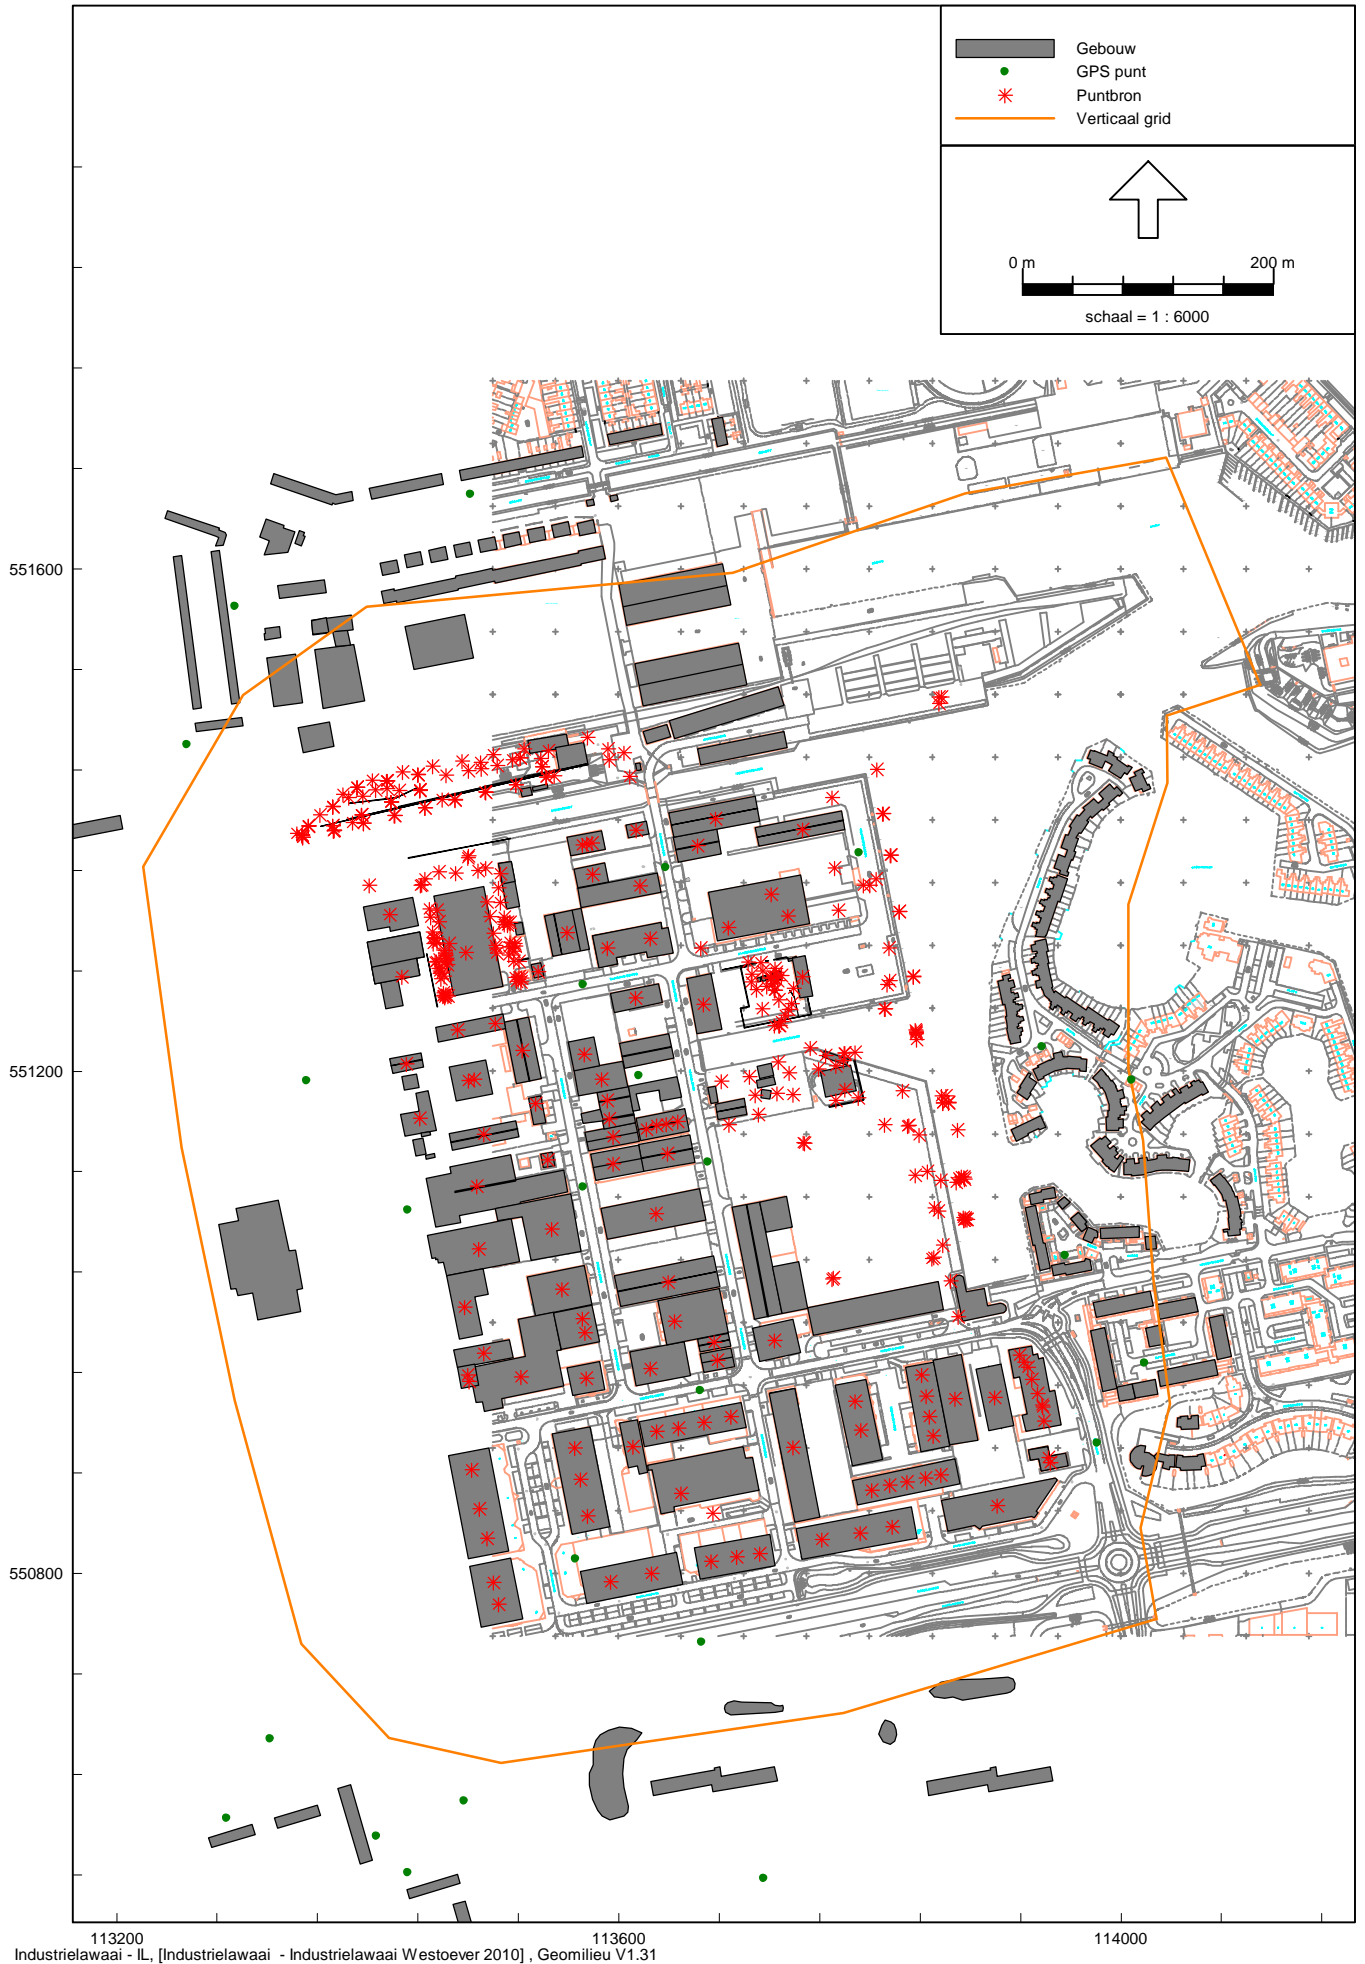 Gebouw
GPS punt
Puntbron
Verticaal grid
0 m
200 m
schaal = 1 : 6000
551600
551200
550800
113200
113600
114000
Industrielawaai - IL, [Industrielawaai - Industrielawaai Westoever 2010] , Geomilieu V1.31